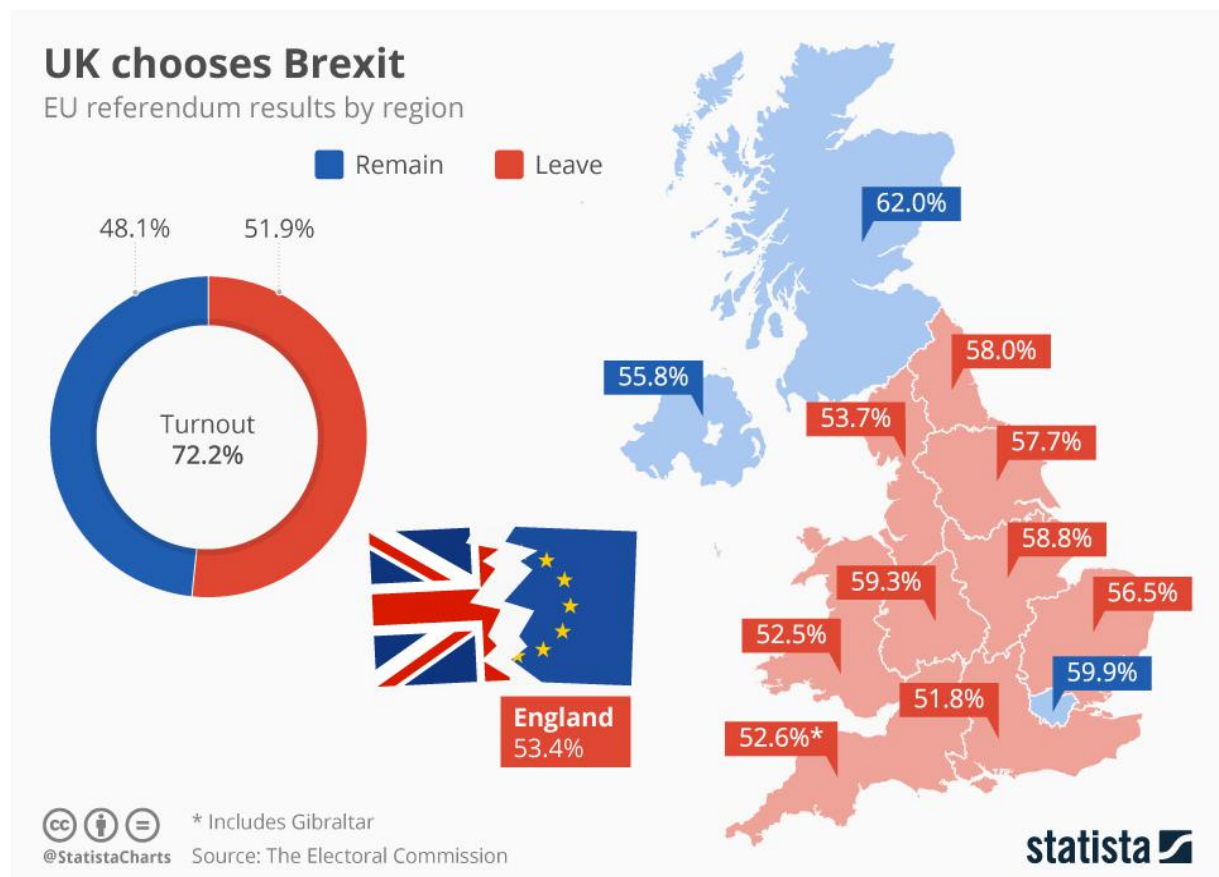 UK chooses Brexit
EU referendum results by region
Remain
Leave
48.1%
51.9%
Turnout
72.2%
62.0%
58.0%
55.8%
53.7%
57.7%
58.8%
59.3%
56.5%
52.5%
59.9%
51.8%
52.6%*
England
53.4%
cc
@StatistaCharts
* Includes Gibraltar
Source: The Electoral Commission
statista